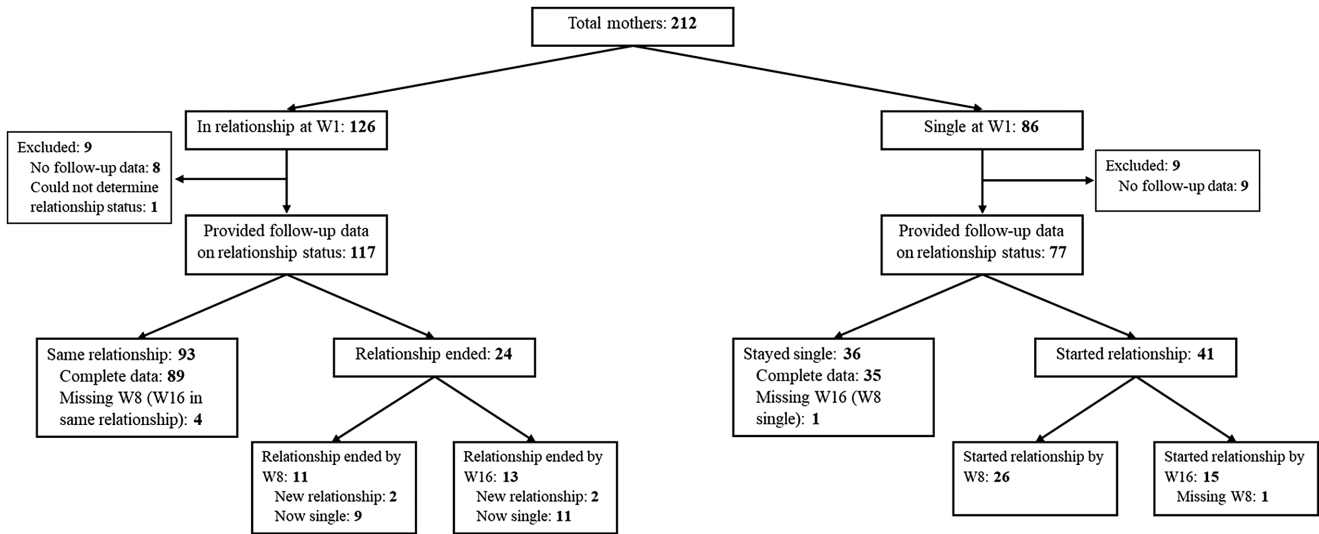 Total mothers: 212
In relationship at W1: 126
Single at W1: 86
Excluded: 9
No follow-up data: 8
Could not determine
relationship status: 1
Excluded: 9
No follow-up data: 9
Provided follow-up data
on relationship status: 117
Provided follow-up data
on relationship status: 77
Same relationship: 93
Complete data: 89
Missing W8 (W16 in
same relationship): 4
Relationship ended: 24
Stayed single: 36
Complete data: 35
Missing W16 (W8
single): 1
Started relationship: 41
Relationship ended by
W8: 11
New relationship: 2
Now single: 9
Relationship ended by
W16: 13
New relationship: 2
Now single: 11
Started relationship by
W8: 26
Started relationship by
W16: 15
Missing W8: 1